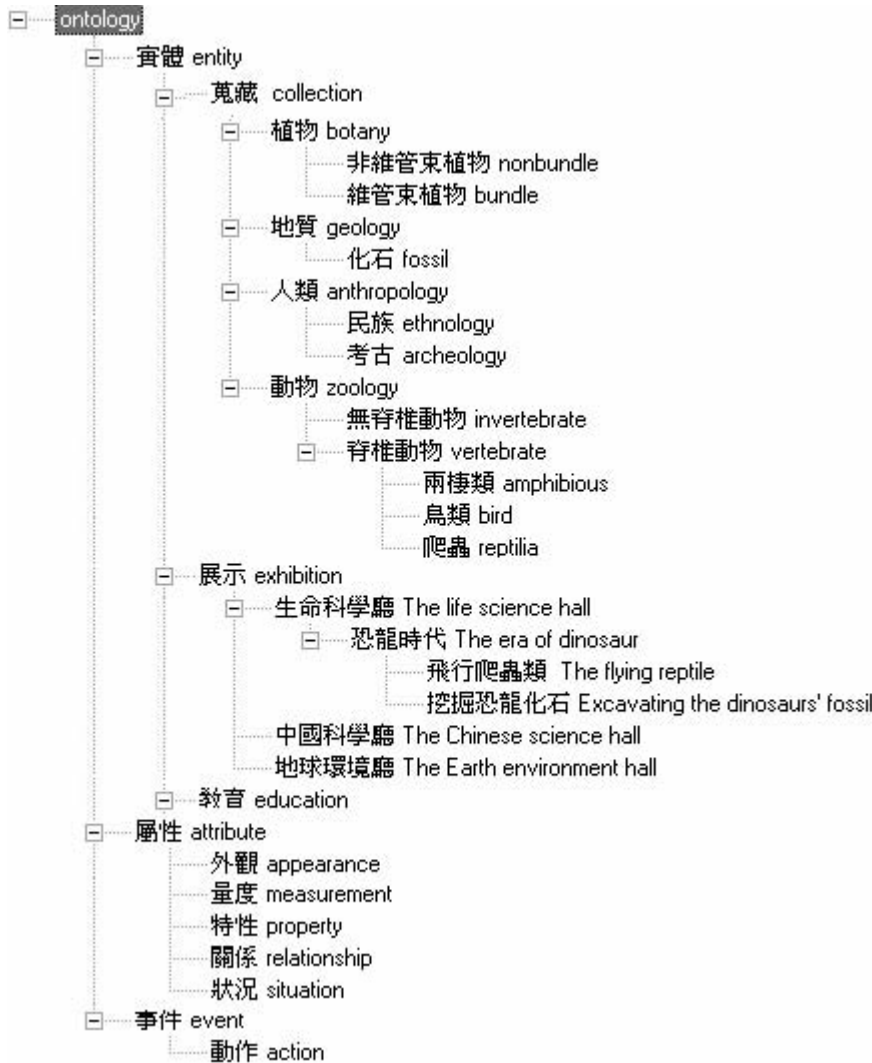 ontology
實體 entity
蒐藏 collection
植物 botany
非維管束植物 nonbundle
維管束植物 bundle
地質 geology
化石 fossil
人類 anthropology
民族 ethnology
考古 archeology
動物 zoology
無脊椎動物 invertebrate
脊椎動物 vertebrate
兩棲類 amphibious
鳥類 bird
爬蟲 reptilia
展示 exhibition
生命科學廳 The life science hall
恐龍時代 The era of dinosaur
飛行爬蟲類 The flying reptile
挖掘恐龍化石 Excavating the dinosaurs' fossil
中國科學廳 The Chinese science hall
地球環境廳 The Earth environment hall
教育 education
屬性 attribute
外觀 appearance
量度 measurement
特性 property
關係 relationship
狀況 situation
事件 event
動作 action